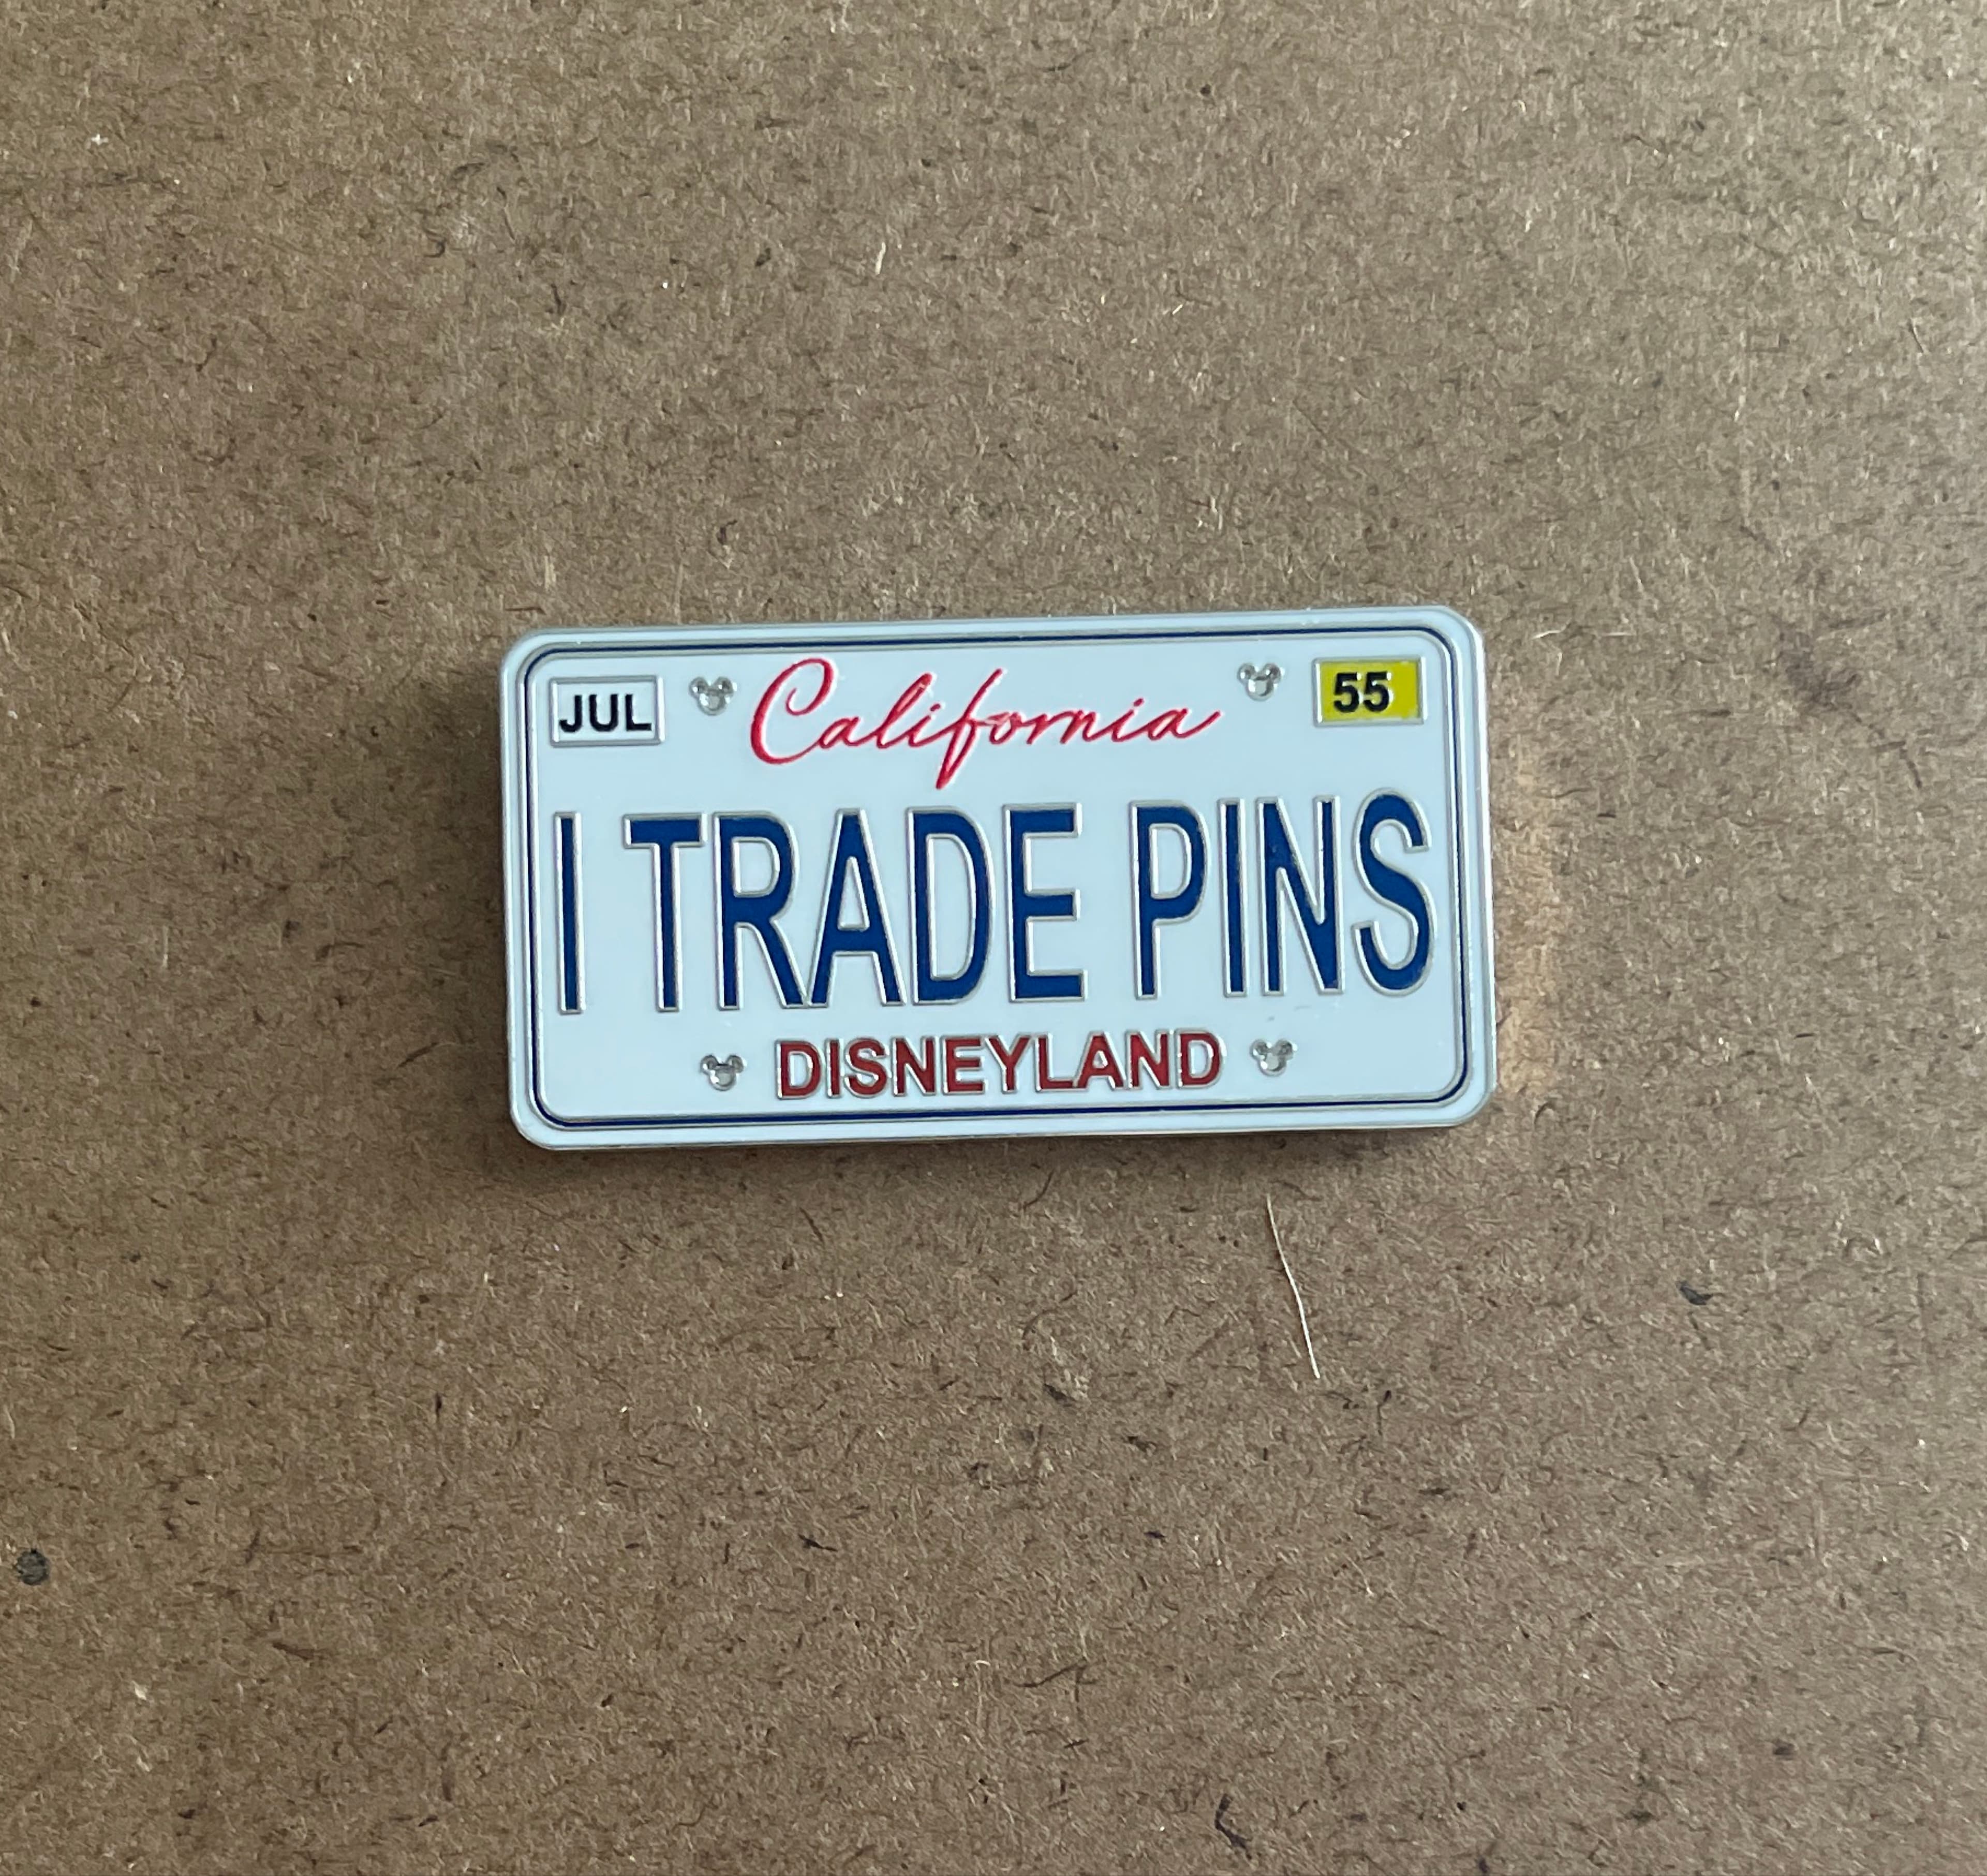 JUL California 55
I TRADE PINS
DISNEYLAND